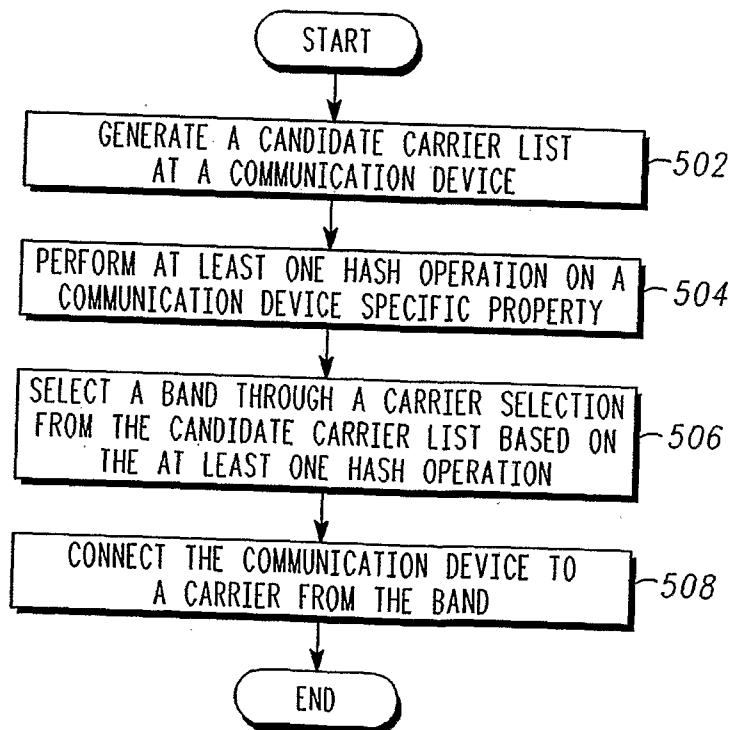 START
GENERATE A CANDIDATE CARRIER LIST
AT A COMMUNICATION DEVICE
502
PERFORM AT LEAST ONE HASH OPERATION ON A
COMMUNICATION DEVICE SPECIFIC PROPERTY
504
SELECT A BAND THROUGH A CARRIER SELECTION
FROM THE CANDIDATE CARRIER LIST BASED ON
THE AT LEAST ONE HASH OPERATION
506
CONNECT THE COMMUNICATION DEVICE TO
A CARRIER FROM THE BAND
508
END